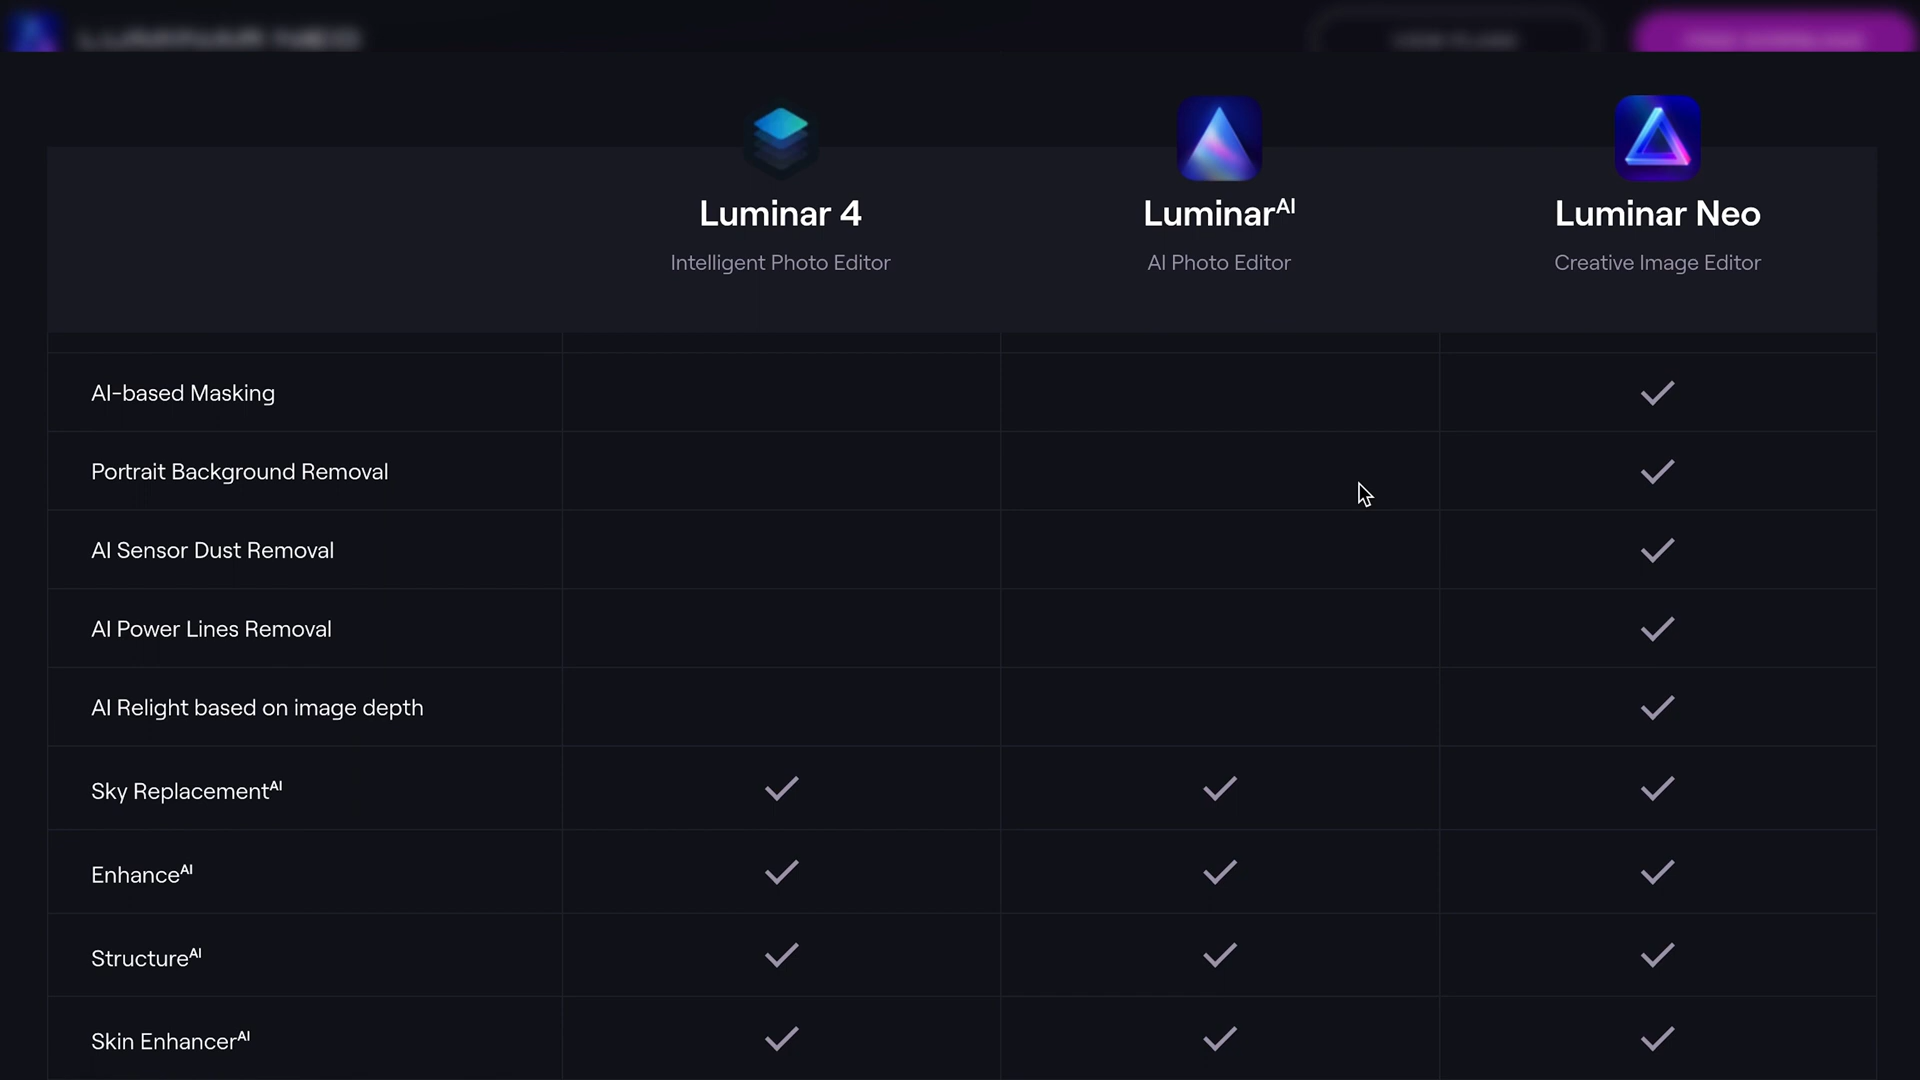 Luminar 4
Intelligent Photo Editor
LuminarAI
AI Photo Editor
Luminar Neo
Creative Image Editor
AI-based Masking
Portrait Background Removal
AI Sensor Dust Removal
AI Power Lines Removal
AI Relight based on image depth
Sky ReplacementAI
EnhanceAI
StructureAI
Skin EnhancerAI